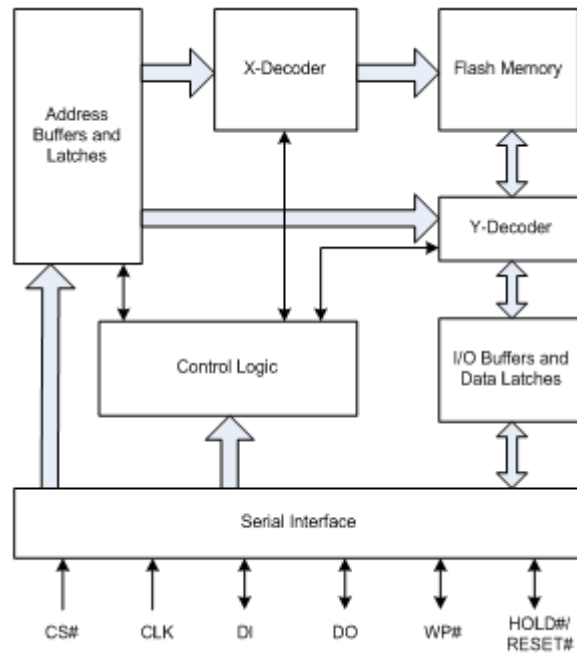 X-Decoder
Flash Memory
Address
Buffers and
Latches
Y-Decoder
I/O Buffers and
Data Latches
Control Logic
Serial Interface
CS#
CLK
DI
DO
WP#
HOLD#/
RESET#